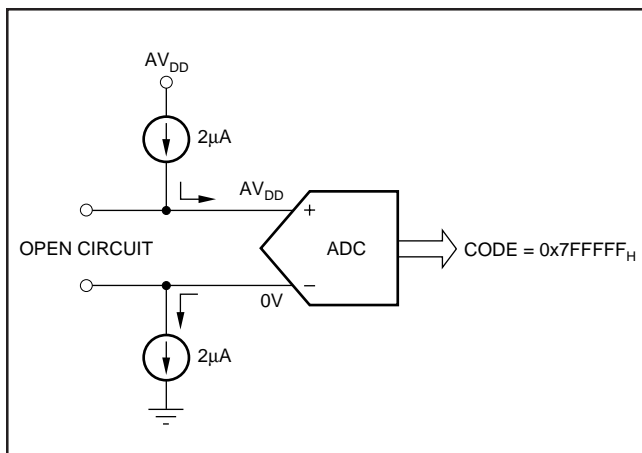 AVDD
2μA
AVDD
+
OPEN CIRCUIT
ADC
CODE = 0x7FFFFFH
0V
−
2μA